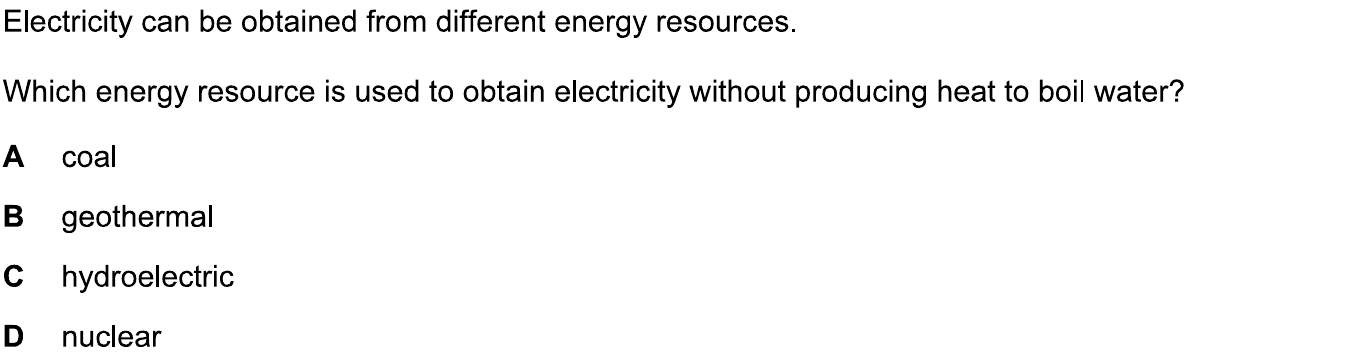 Electricity can be obtained from different energy resources.
Which energy resource is used to obtain electricity without producing heat to boil water?
A coal
B geothermal
C hydroelectric
D nuclear